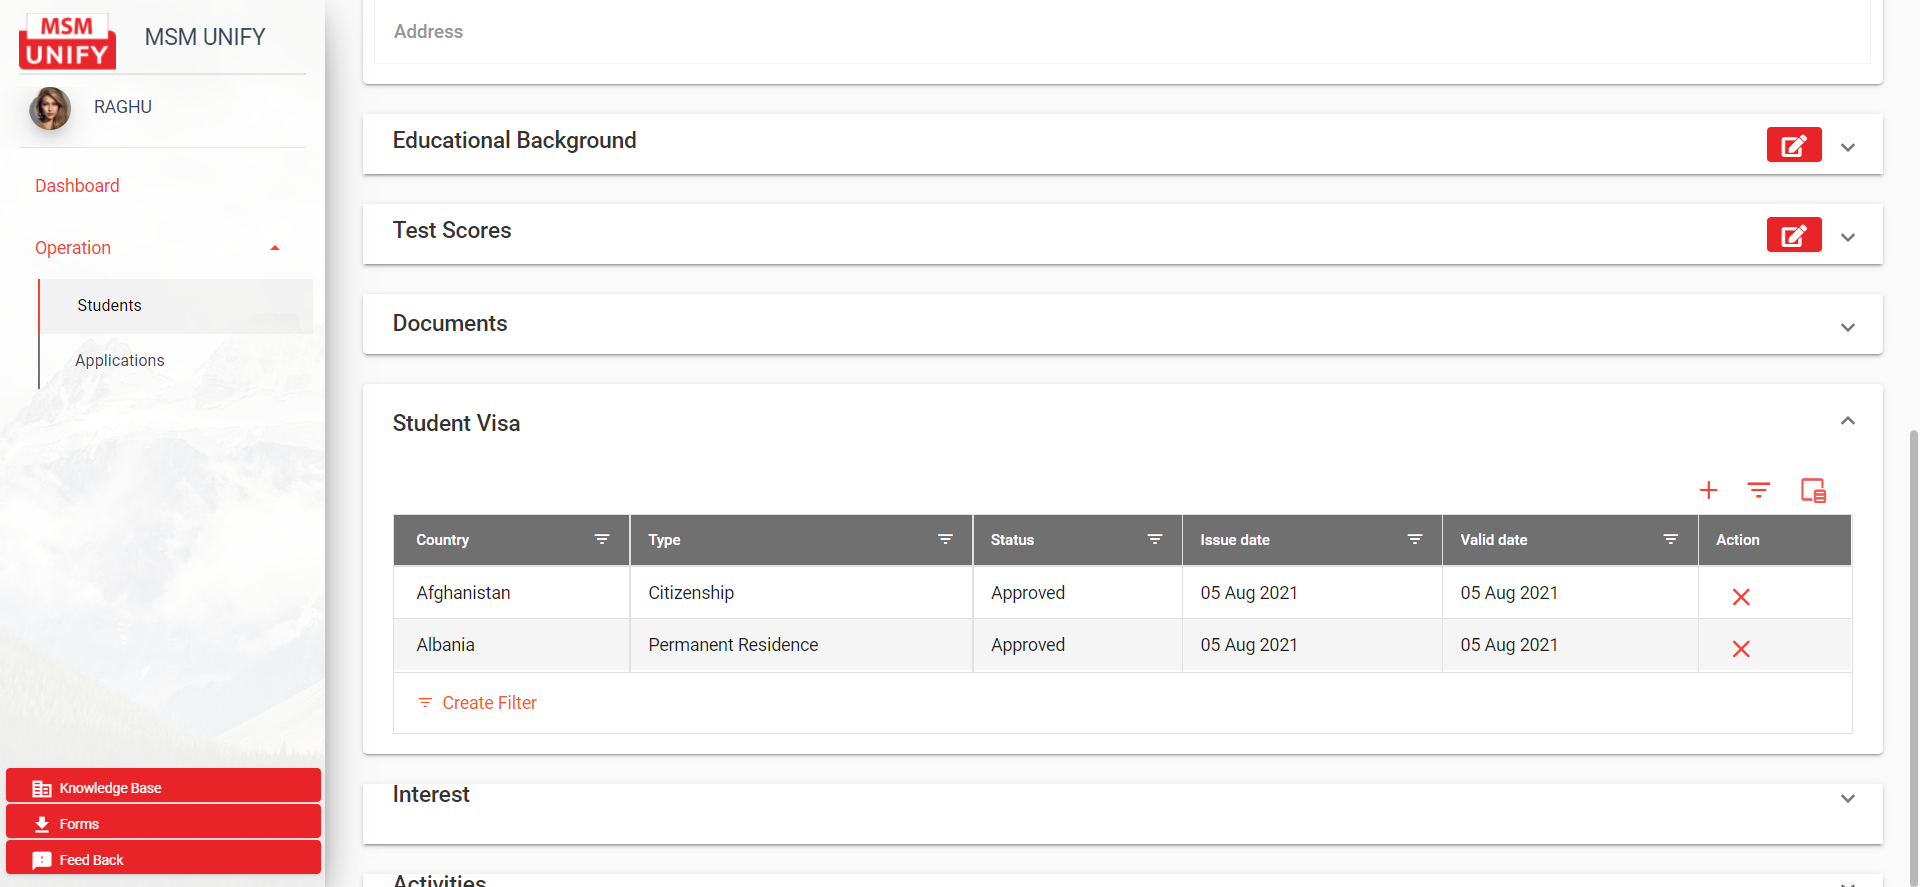 MSM
UNIFY
MSM UNIFY
RAGHU
Dashboard
Operation
Students
Applications
Knowledge Base
Forms
Feed Back
Address
Educational Background
Test Scores
Documents
Student Visa
Country Type Status Issue date Valid date Action
Afghanistan Citizenship Approved 05 Aug 2021 05 Aug 2021
Albania Permanent Residence Approved 05 Aug 2021 05 Aug 2021
Create Filter
Interest
Activities